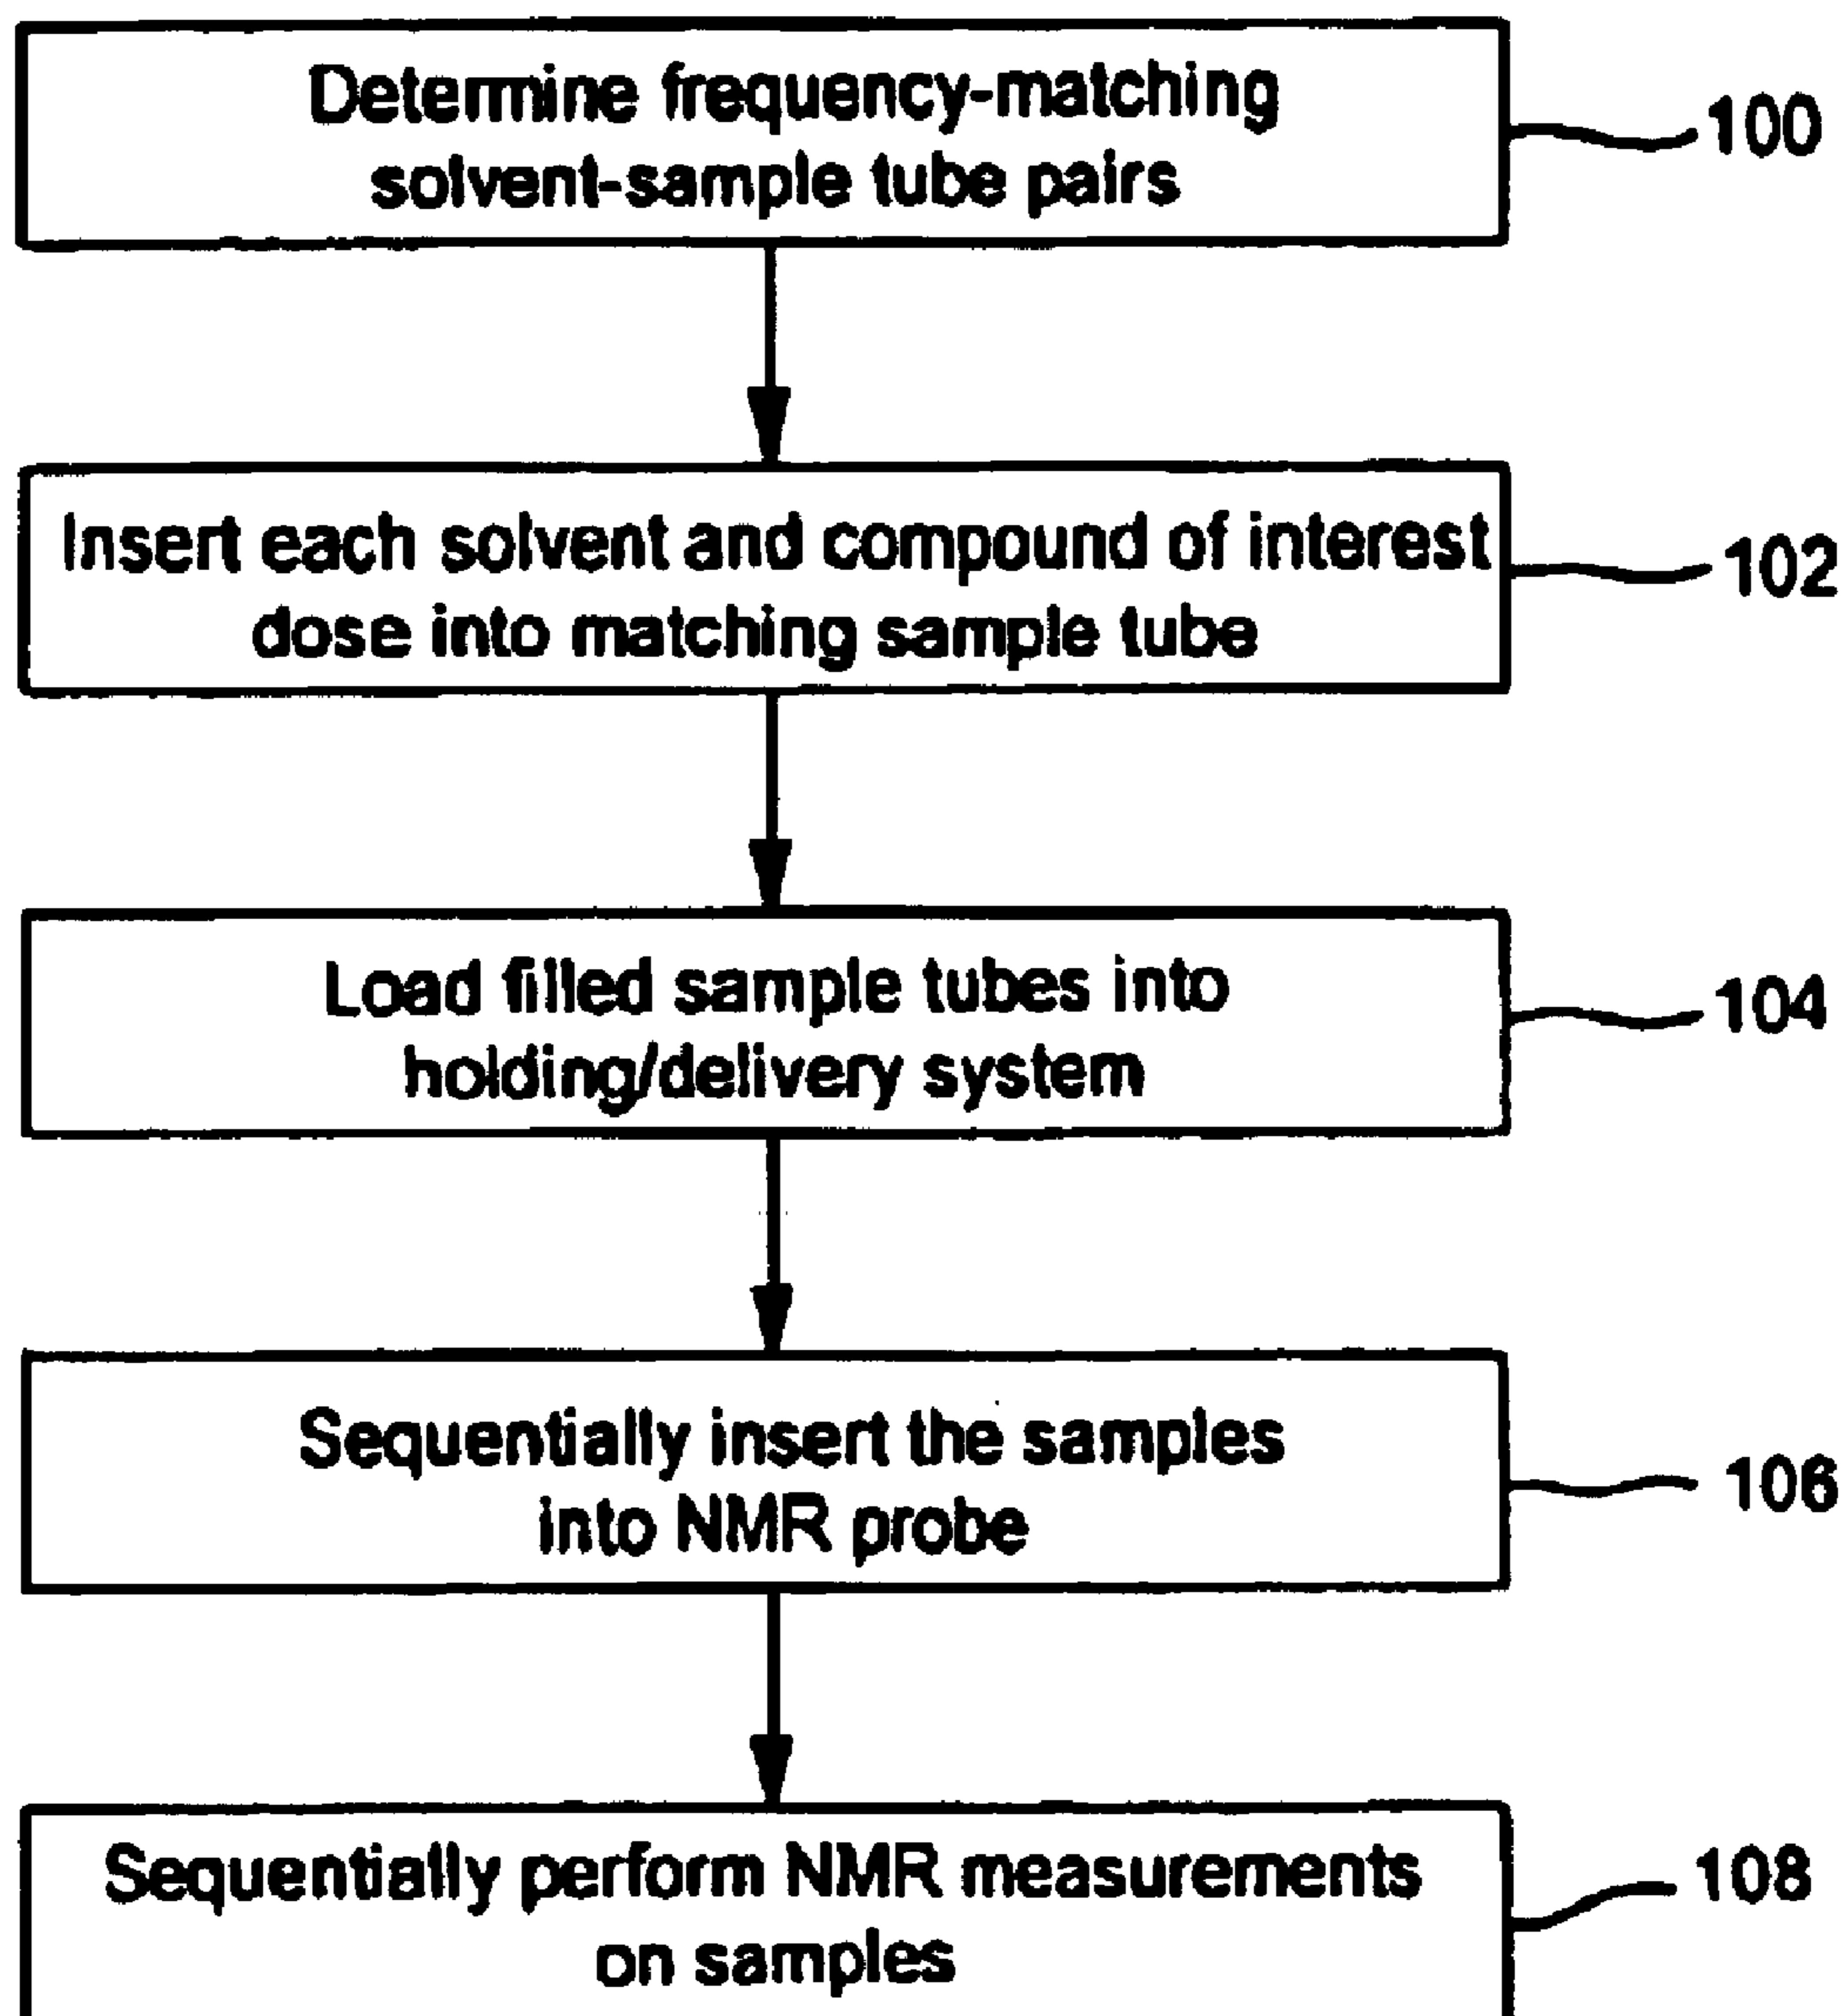 Determine frequency-matching
solvent-sample tube pairs
100
Insert each solvent and compound of interest
dose into matching sample tube
102
Load filled sample tubes into
holding/delivery system
104
Sequentially insert the samples
into NMR probe
106
Sequentially perform NMR measurements
on samples
108